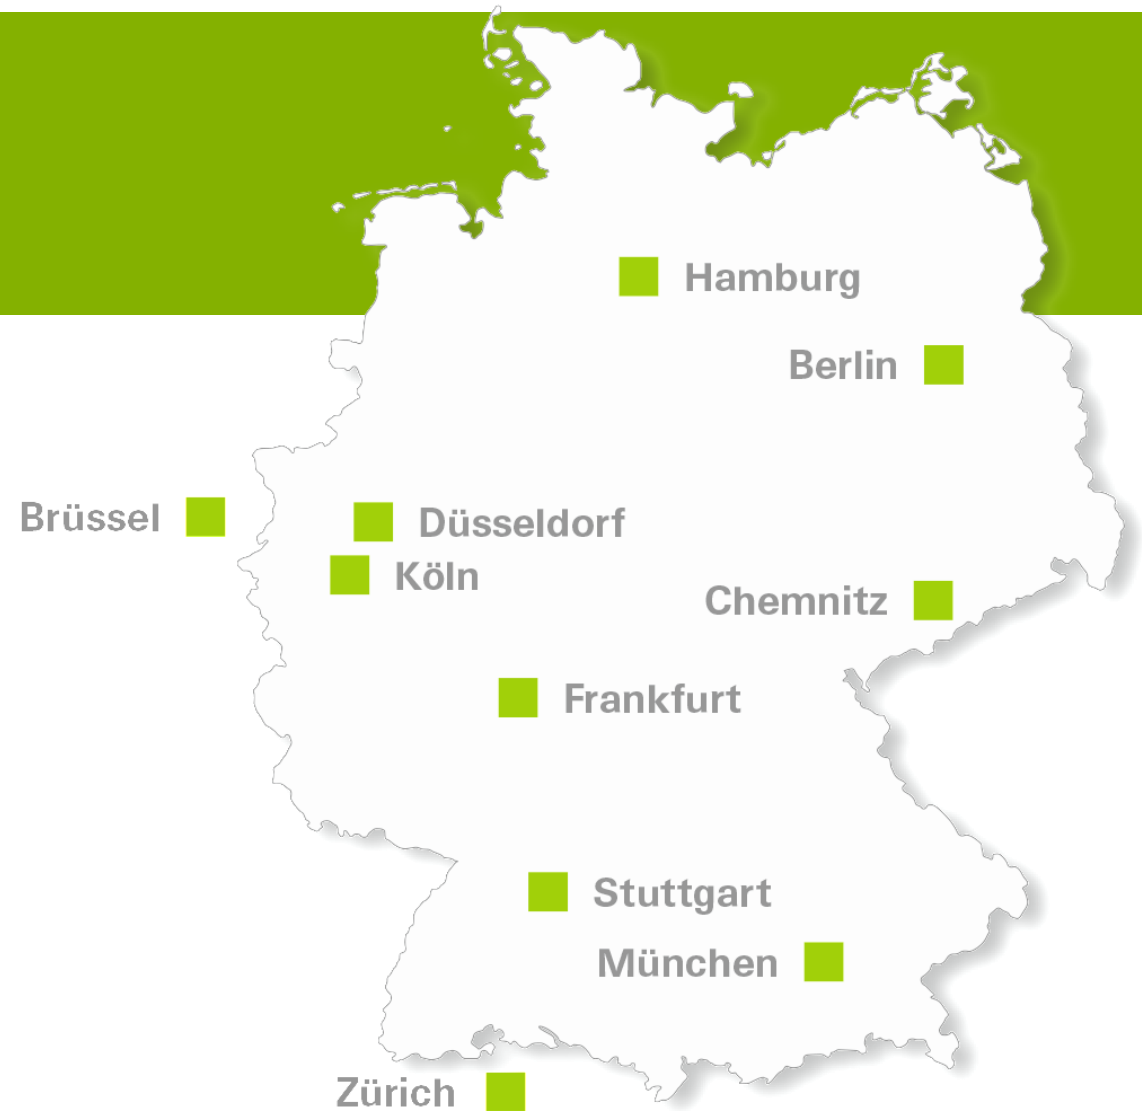 Hamburg
Berlin
Brüssel
Düsseldorf
Köln
Chemnitz
Frankfurt
Stuttgart
München
Zürich